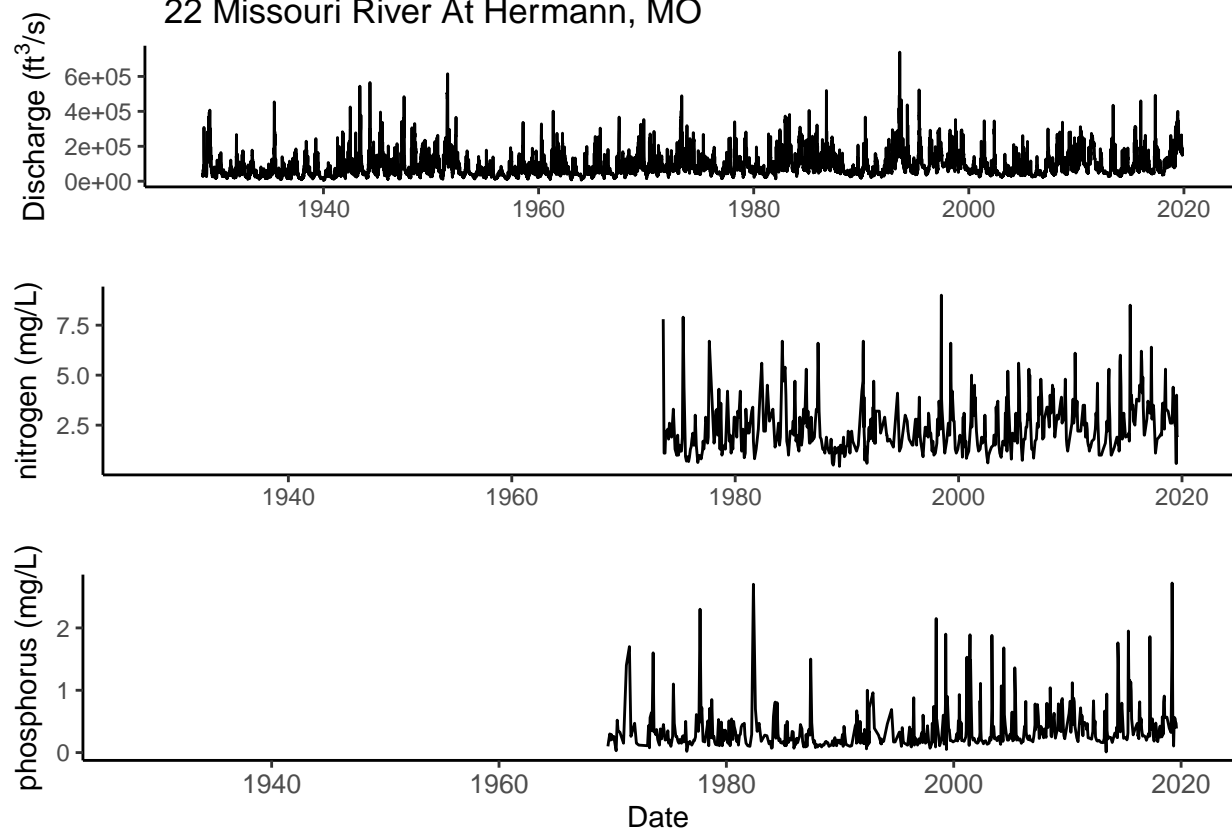 22 Missouri River At Hermann, MO
Discharge (ft³/s)
6e+05
4e+05
2e+05
0e+00
1940 1960 1980 2000 2020
nitrogen (mg/L)
7.5
5.0
2.5
1940 1960 1980 2000 2020
phosphorus (mg/L)
2
1
0
1940 1960 1980 2000 2020
Date